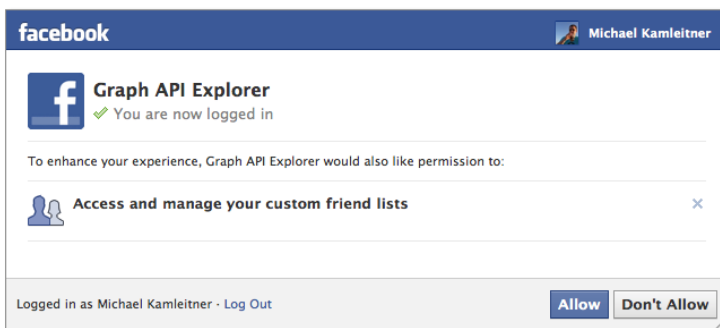 facebook
Michael Kamleitner
Graph API Explorer
You are now logged in
To enhance your experience, Graph API Explorer would also like permission to:
Access and manage your custom friend lists
Logged in as Michael Kamleitner · Log Out
Allow
Don't Allow